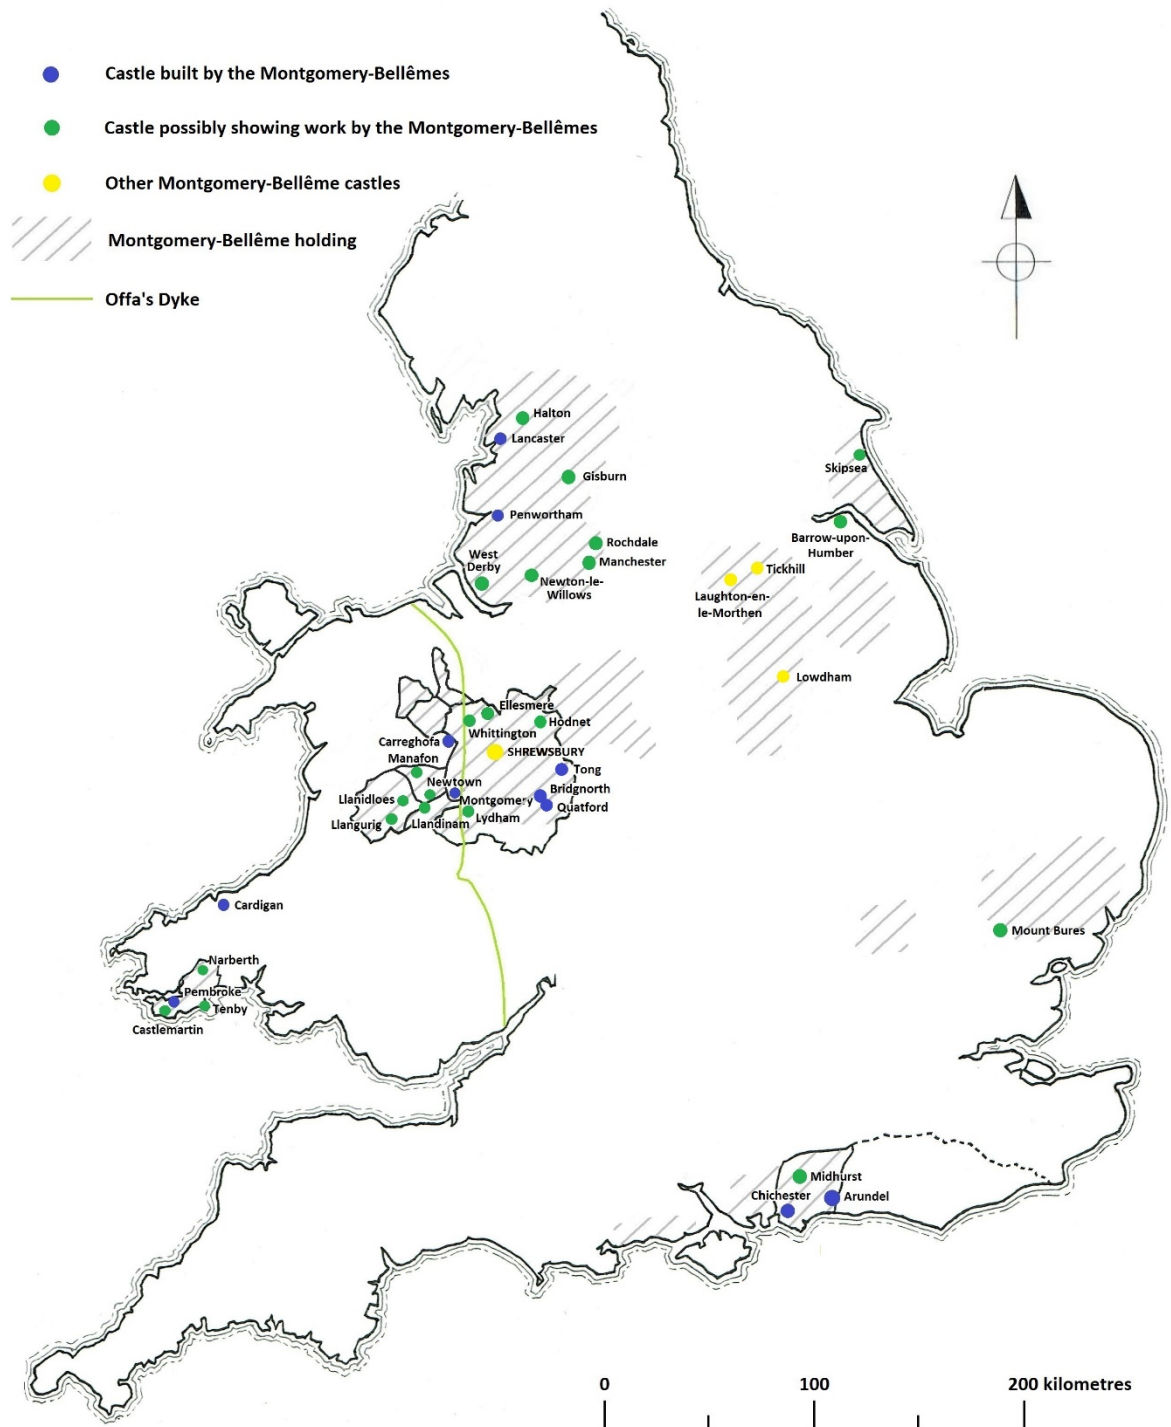 Castle built by the Montgomery-Bellêmes
Castle possibly showing work by the Montgomery-Bellêmes
Other Montgomery-Bellême castles
Montgomery-Bellême holding
Offa's Dyke
Halton
Lancaster
Skipsea
Gisburn
Penwortham
Barrow-upon-
Humber
Rochdale
West
Derby
Manchester
Newton-le-
Willows
Tickhill
Laughton-en-
le-Morthen
Lowdham
Ellesmere
Hodnet
Whittington
Carreghofa
SHREWSBURY
Manafon
Tong
Newtown
Bridgnorth
Llanidloes
Montgomery
Quatford
Llangurig
Llandinam
Lydham
Cardigan
Mount Bures
Narberth
Pembroke
Tenby
Castlemartin
Midhurst
Chichester
Arundel
0 100 200 kilometres